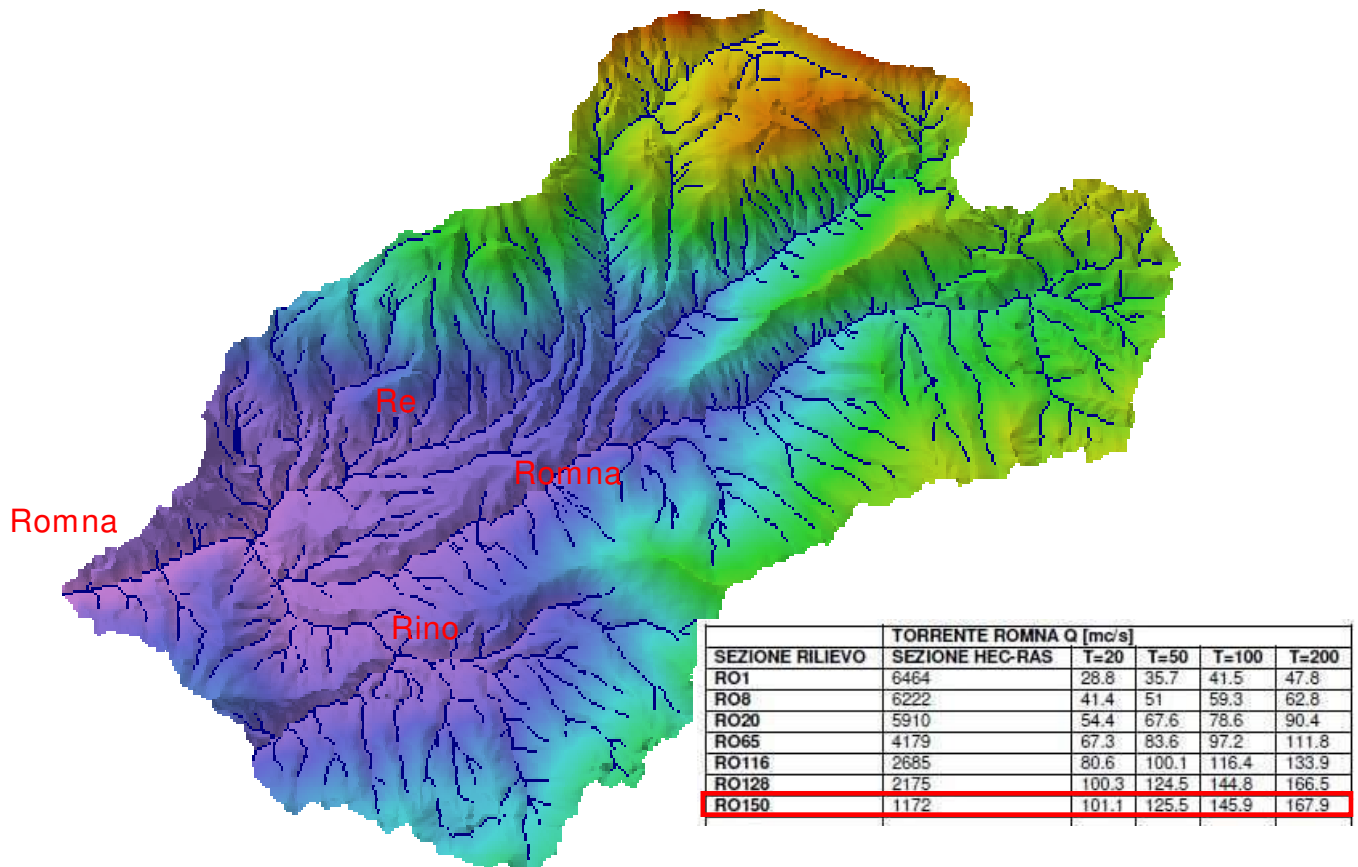 Re
Romna
Romna
Rino
TORRENTE ROMNA Q [mc/s]
SEZIONE RILIEVO SEZIONE HEC-RAS T=20 T=50 T=100 T=200
RO1 6464 28.8 35.7 41.5 47.8
RO8 6222 41.4 51 59.3 62.8
RO20 5910 54.4 67.6 78.6 90.4
RO65 4179 67.3 83.6 97.2 111.8
RO116 2685 80.6 100.1 116.4 133.9
RO128 2175 100.3 124.5 144.8 166.5
RO150 1172 101.1 125.5 145.9 167.9